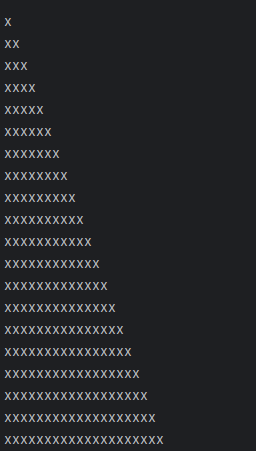 x
xx
xxx
xxxx
xxxxx
xxxxxx
xxxxxxx
xxxxxxxx
xxxxxxxxx
xxxxxxxxxx
xxxxxxxxxxx
xxxxxxxxxxxx
xxxxxxxxxxxxx
xxxxxxxxxxxxxx
xxxxxxxxxxxxxxx
xxxxxxxxxxxxxxxx
xxxxxxxxxxxxxxxxx
xxxxxxxxxxxxxxxxxx
xxxxxxxxxxxxxxxxxxx
xxxxxxxxxxxxxxxxxxxx